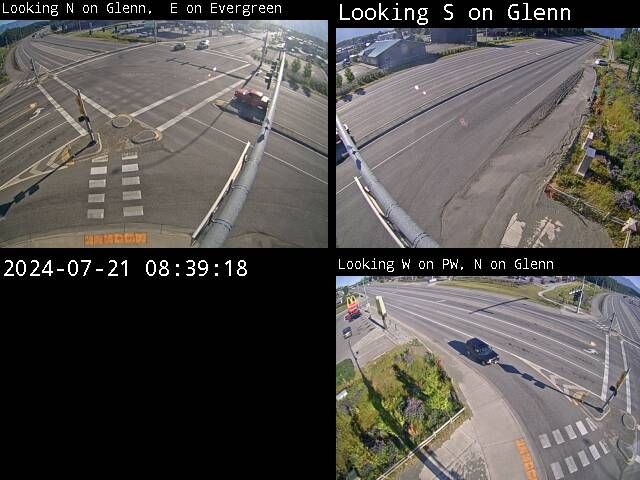 Looking N on Glenn,  E on Evergreen
Looking S on Glenn
2024-07-21 08:39:18
Looking W on PW, N on Glenn